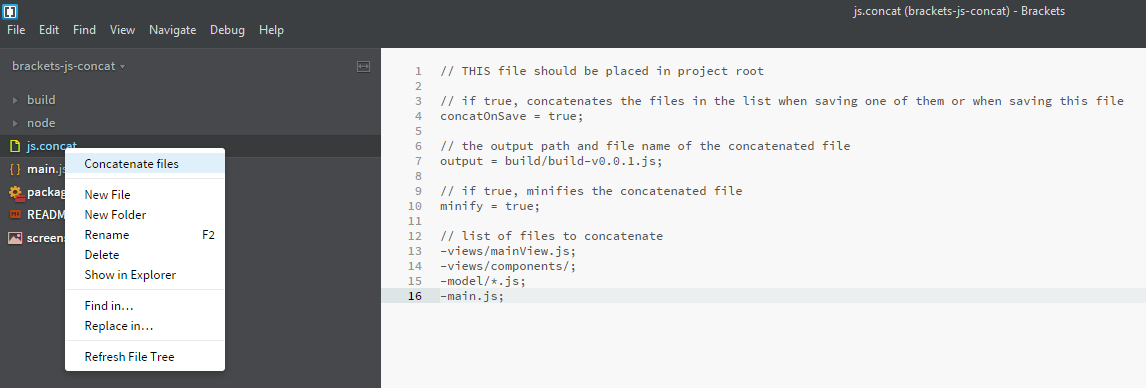 js.concat (brackets-js-concat) - Brackets
File Edit Find View Navigate Debug Help
brackets-js-concat
build
node
js.concat
main.js
packag
README
screens
Concatenate files
New File
New Folder
Rename F2
Delete
Show in Explorer
Find in…
Replace in…
Refresh File Tree
1 // THIS file should be placed in project root
2
3 // if true, concatenates the files in the list when saving one of them or when saving this file
4 concatOnSave = true;
5
6 // the output path and file name of the concatenated file
7 output = build/build-v0.0.1.js;
8
9 // if true, minifies the concatenated file
10 minify = true;
11
12 // list of files to concatenate
13 -views/mainView.js;
14 -views/components/;
15 -model/*.js;
16 -main.js;